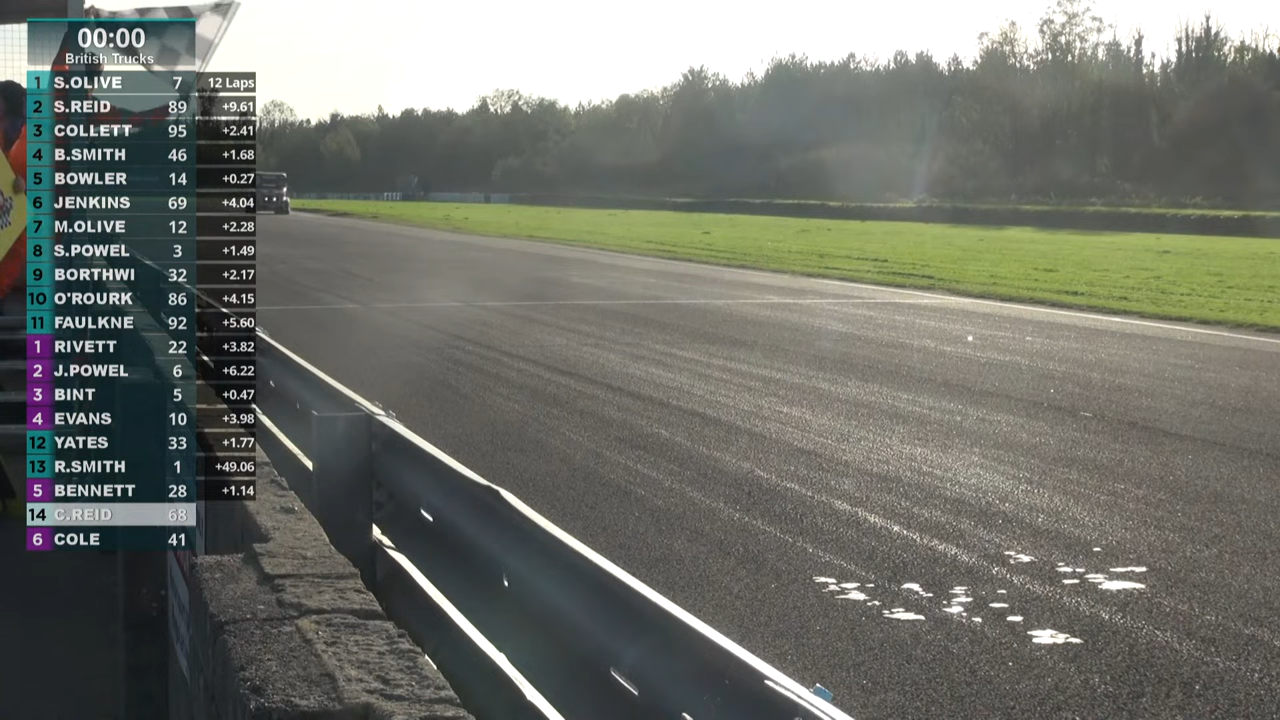 00:00
British Trucks
1 S.OLIVE 7 12 Laps
2 S.REID 89 +9.61
3 COLLETT 95 +2.41
4 B.SMITH 46 +1.68
5 BOWLER 14 +0.27
6 JENKINS 69 +4.04
7 M.OLIVE 12 +2.28
8 S.POWEL 3 +1.49
9 BORTHWI 32 +2.17
10 O'ROURK 86 +4.15
11 FAULKNE 92 +5.60
1 RIVETT 22 +3.82
2 J.POWEL 6 +6.22
3 BINT 5 +0.47
4 EVANS 10 +3.98
12 YATES 33 +1.77
13 R.SMITH 1 +49.06
5 BENNETT 28 +1.14
14 C.REID 68
6 COLE 41